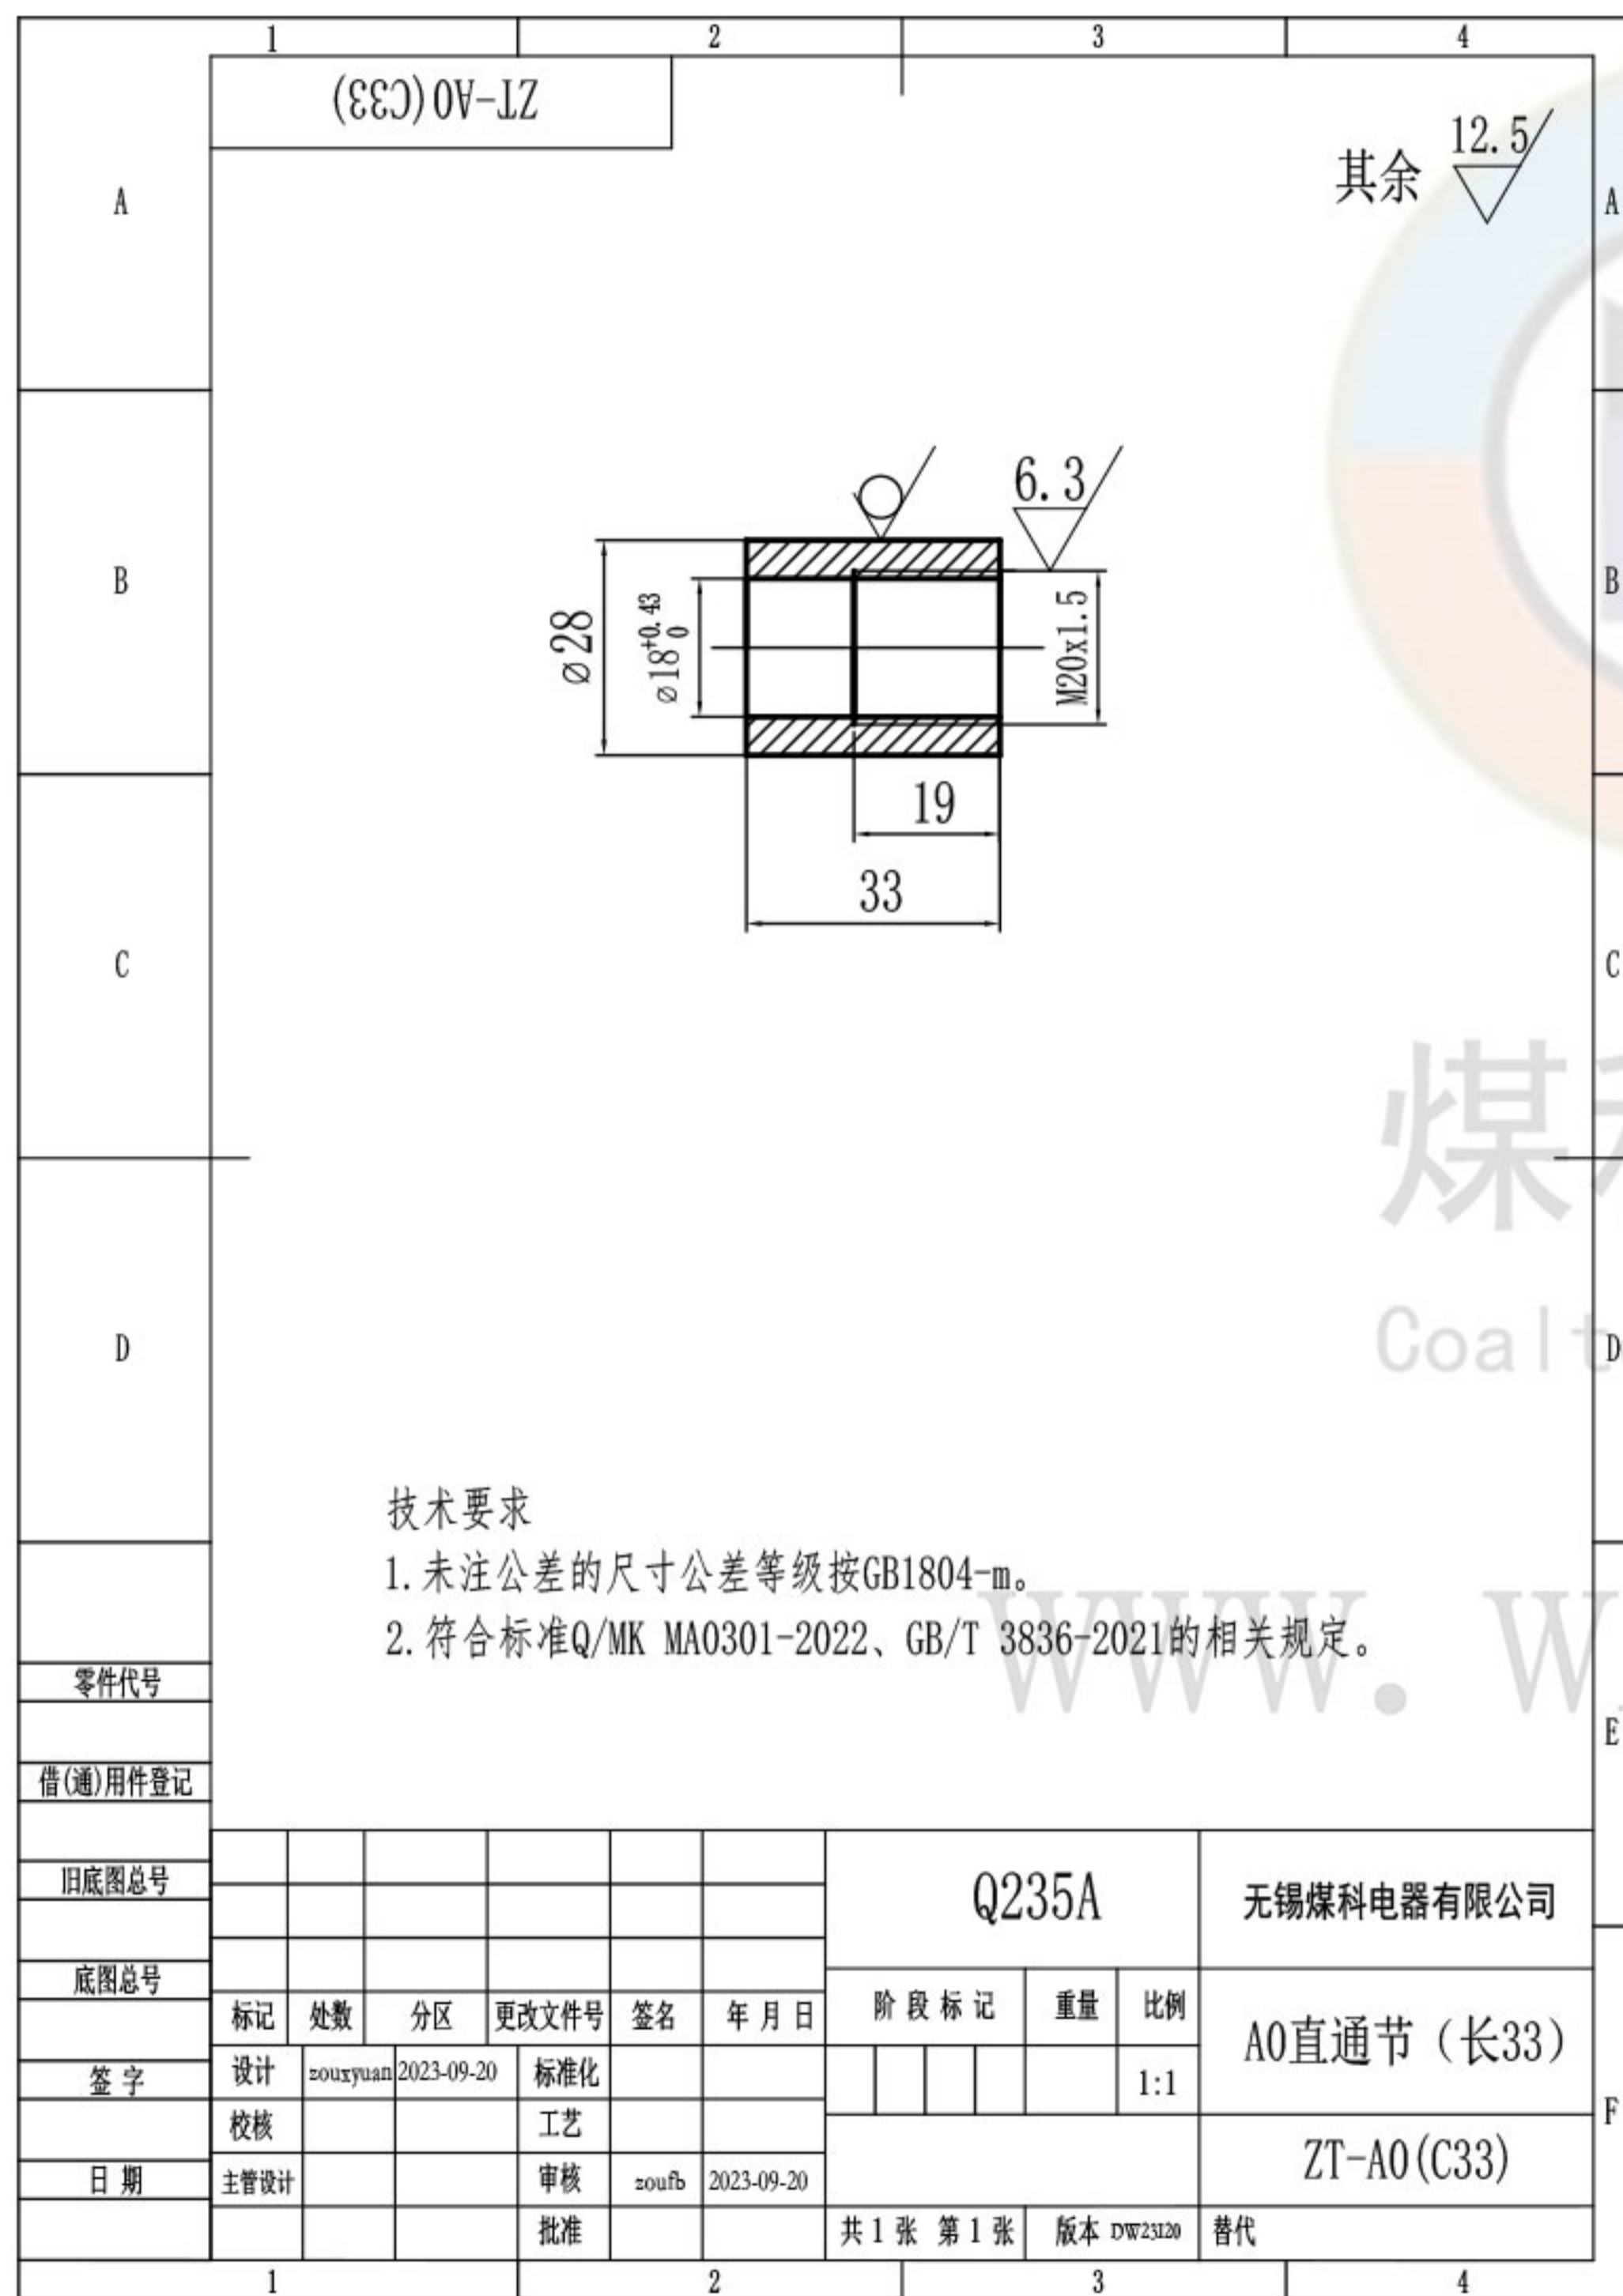 1 2 3 4
ZT-A0(C33)
其余 12.5
A A
6.3
B B
⌀28
⌀18 +0.43 0
M20x1.5
19
33
C C
煤
Coalt
D D
技术要求
1.未注公差的尺寸公差等级按GB1804-m。
2.符合标准Q/MK MA0301-2022、GB/T 3836-2021的相关规定。
www.w
零件代号
E
借(通)用件登记
旧底图总号
Q235A 无锡煤科电器有限公司
底图总号
标记 处数 分区 更改文件号 签名 年月日 阶段标记 重量 比例
A0直通节（长33）
签字
设计 zouxyuan 2023-09-20 标准化 1:1
校核 工艺
F
ZT-A0(C33)
日期
主管设计 审核 zoufb 2023-09-20
批准 共1张 第1张 版本 DW23120 替代
1 2 3 4